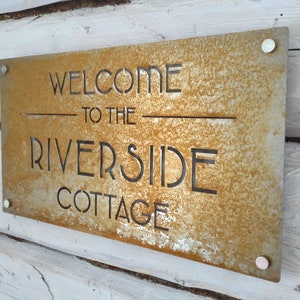 WELCOME
TO THE
RIVERSIDE
COTTAGE